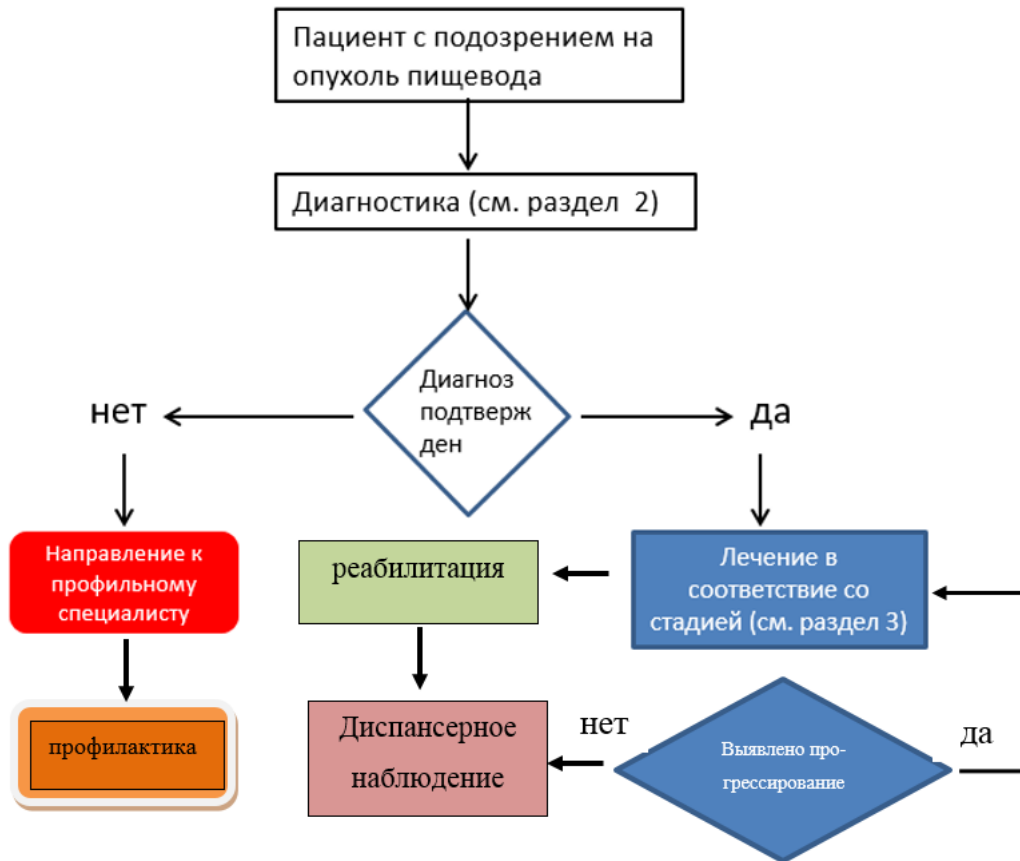 Пациент с подозрением на
опухоль пищевода
Диагностика (см. раздел 2)
Диагноз
подтверж
ден
нет
да
Направление к
профильному
специалисту
реабилитация
Лечение в
соответствие со
стадией (см. раздел 3)
профилактика
Диспансерное
наблюдение
нет
Выявлено про-
грессирование
да